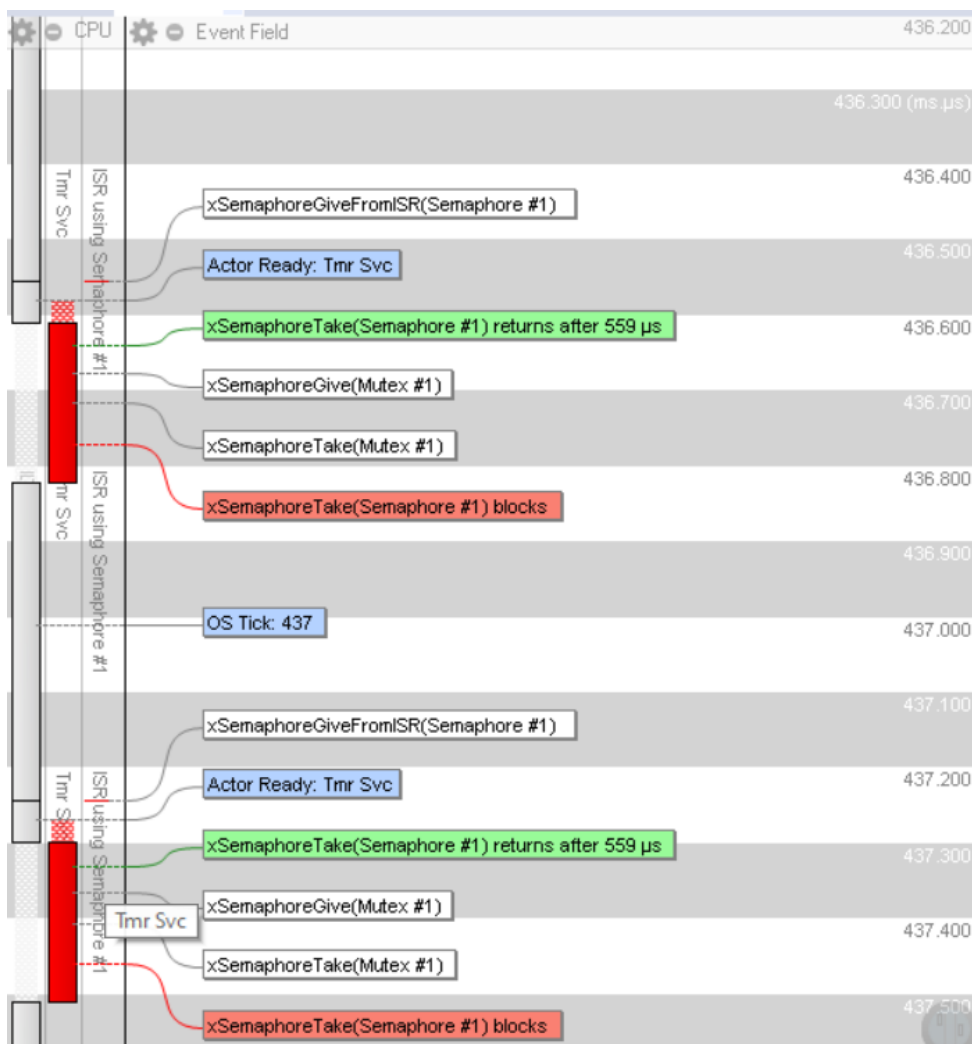 CPU
Event Field
436.200
436.300 (ms.µs)
436.400
Tmr Svc
ISR using Semaphore #1
xSemaphoreGiveFromISR(Semaphore #1)
436.500
Actor Ready: Tmr Svc
xSemaphoreTake(Semaphore #1) returns after 559 µs
436.600
xSemaphoreGive(Mutex #1)
436.700
xSemaphoreTake(Mutex #1)
436.800
mr Svc
ISR using Semaphore #1
xSemaphoreTake(Semaphore #1) blocks
436.900
OS Tick: 437
437.000
437.100
xSemaphoreGiveFromISR(Semaphore #1)
437.200
Tmr S
ISR using Semaphore #1
Actor Ready: Tmr Svc
xSemaphoreTake(Semaphore #1) returns after 559 µs
437.300
xSemaphoreGive(Mutex #1)
Tmr Svc
437.400
xSemaphoreTake(Mutex #1)
437.500
xSemaphoreTake(Semaphore #1) blocks